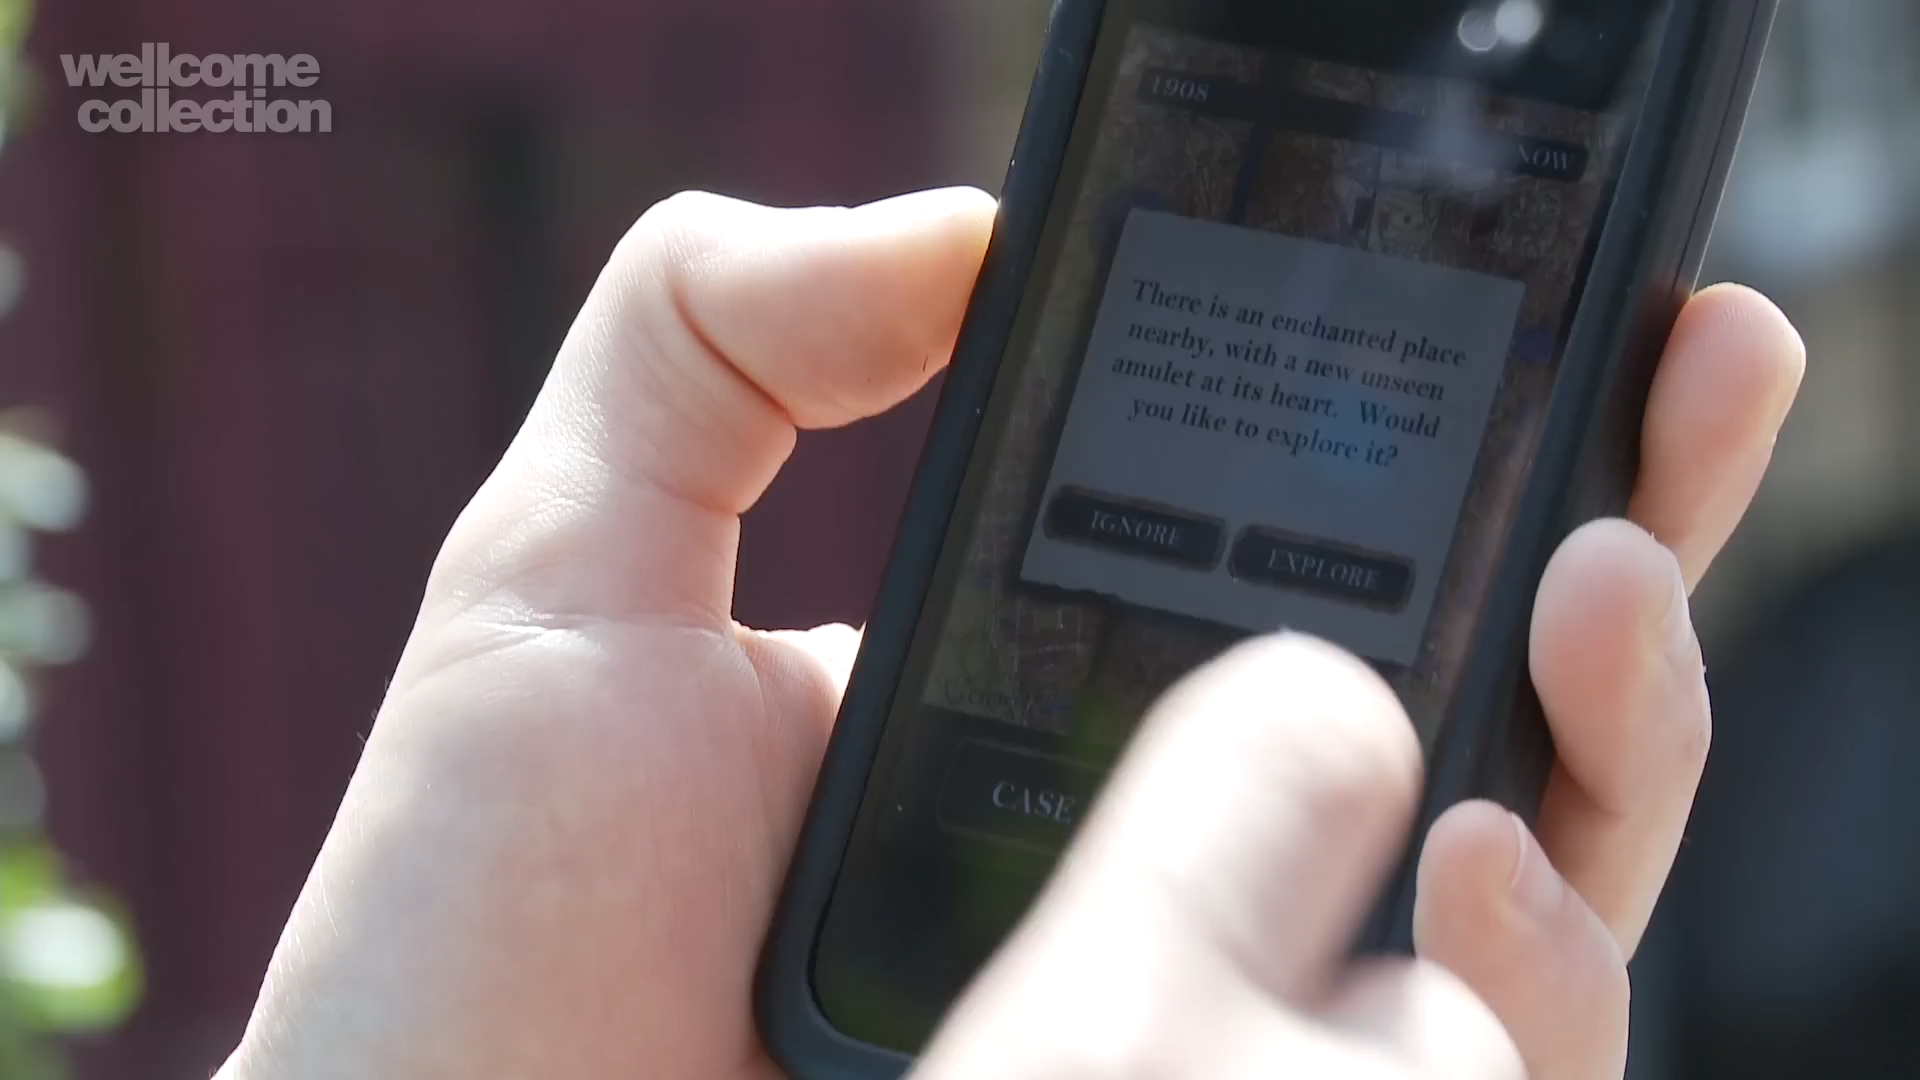 wellcome
collection
1908
NOW
There is an enchanted place
nearby, with a new unseen
amulet at its heart. Would
you like to explore it?
IGNORE
EXPLORE
CASE